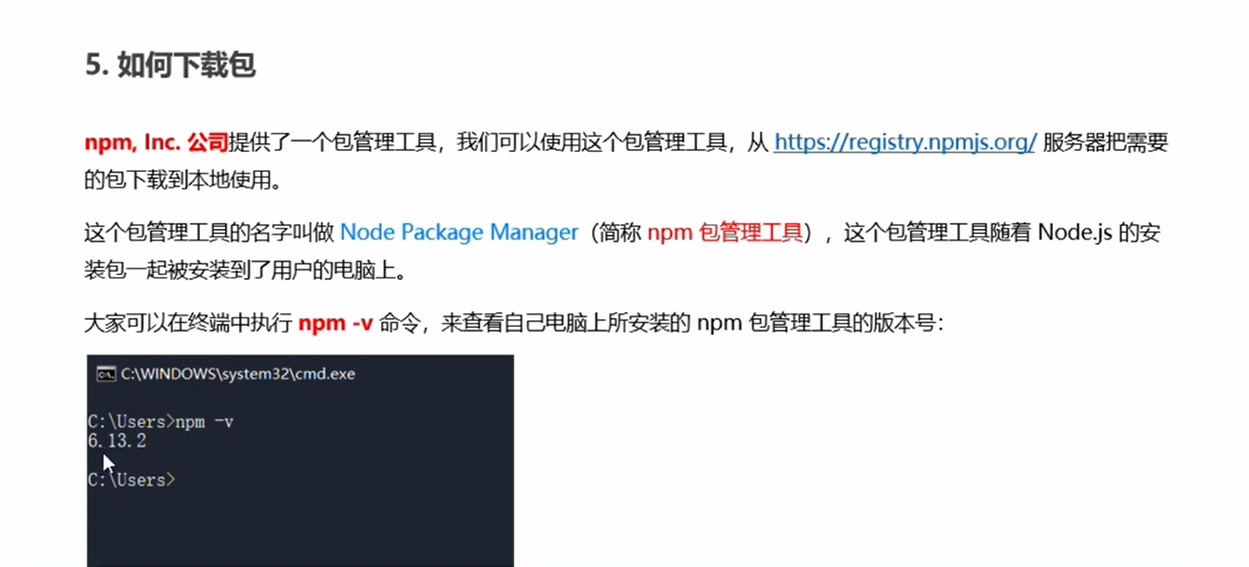 5. 如何下载包
npm, Inc. 公司提供了一个包管理工具，我们可以使用这个包管理工具，从 https://registry.npmjs.org/ 服务器把需要
的包下载到本地使用。
这个包管理工具的名字叫做 Node Package Manager（简称 npm 包管理工具），这个包管理工具随着 Node.js 的安
装包一起被安装到了用户的电脑上。
大家可以在终端中执行 npm -v 命令，来查看自己电脑上所安装的 npm 包管理工具的版本号：
C:\WINDOWS\system32\cmd.exe
C:\Users>npm -v
6.13.2
C:\Users>